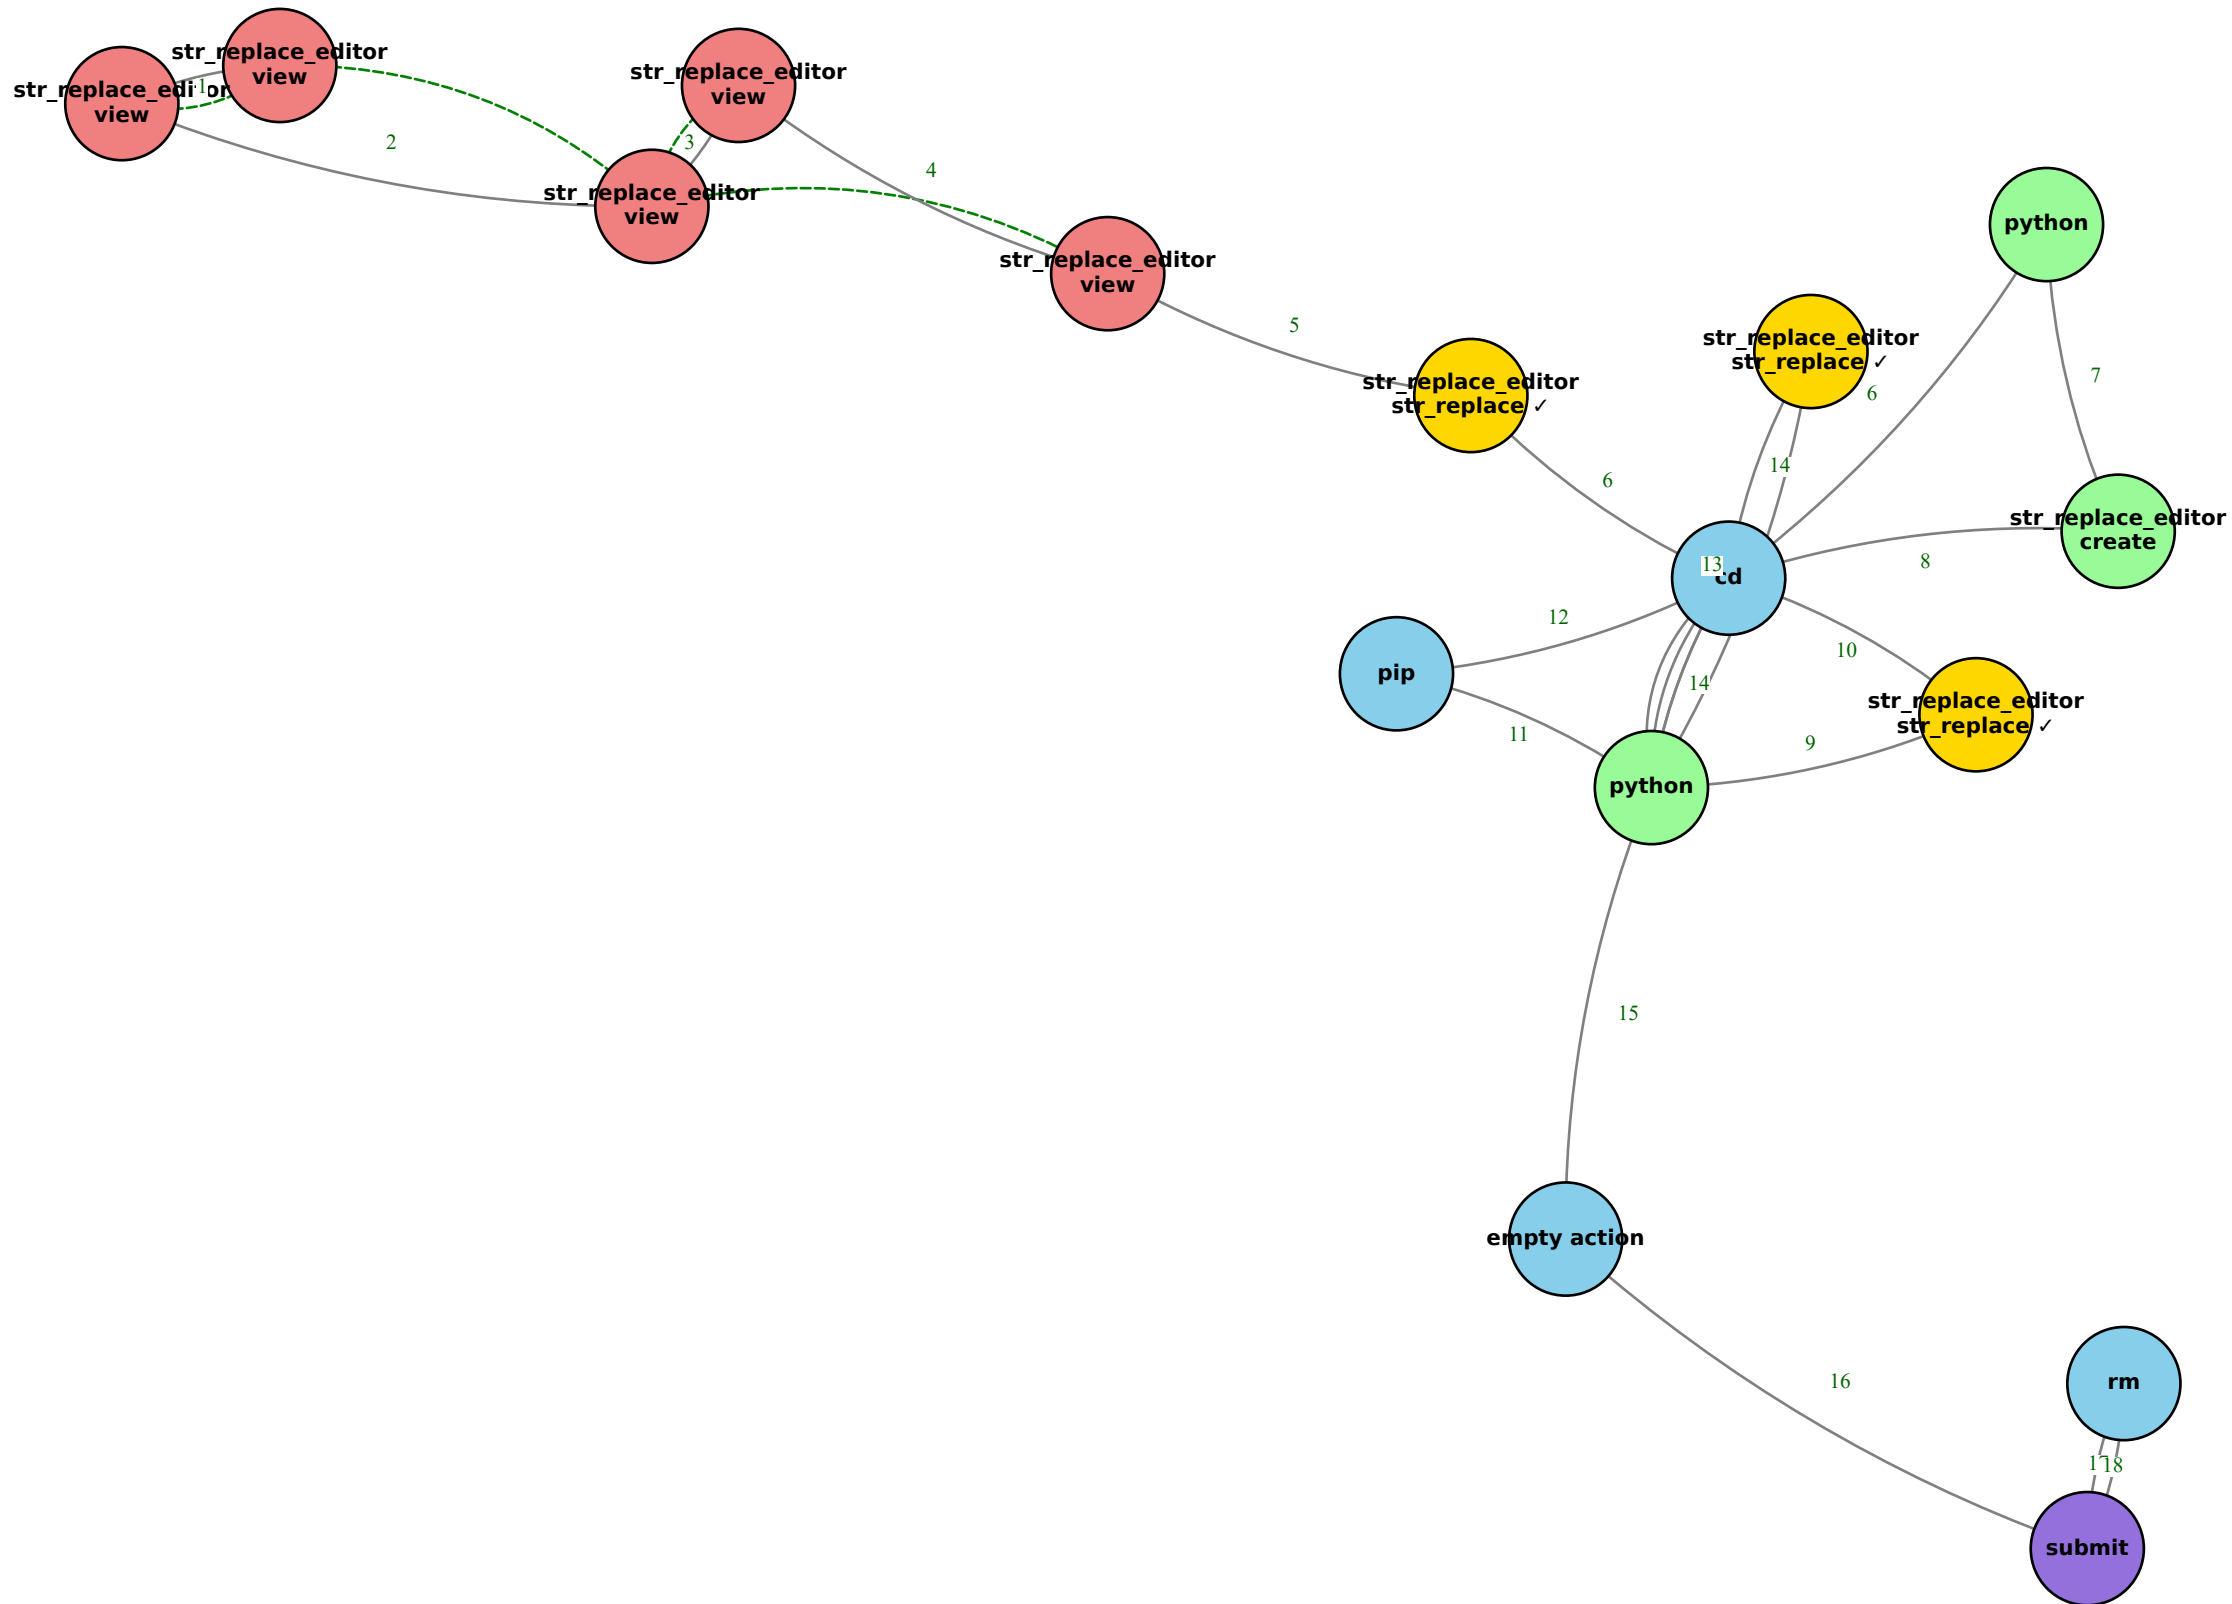 str_replace_editor
view
str_replace_editor
view
1
2
str_replace_editor
view
3
str_replace_editor
view
4
str_replace_editor
view
5
str_replace_editor
str_replace ✓
6
python
str_replace_editor
str_replace ✓
6
7
14
str_replace_editor
create
8
13
cd
12
10
pip
14
11
str_replace_editor
str_replace ✓
9
python
15
empty action
16
rm
17
18
submit